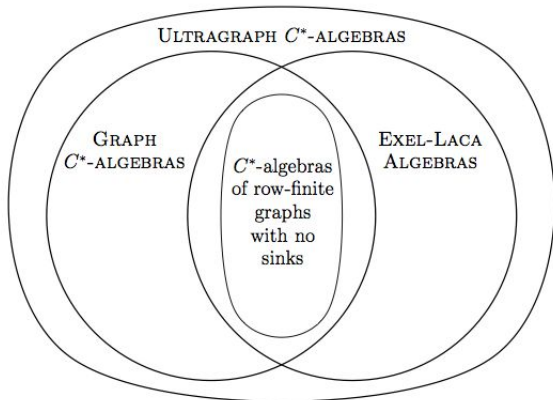 ULTRAGRAPH C*-ALGEBRAS
GRAPH
C*-ALGEBRAS
C*-algebras
of row-finite
graphs
with no
sinks
EXEL-LACA
ALGEBRAS